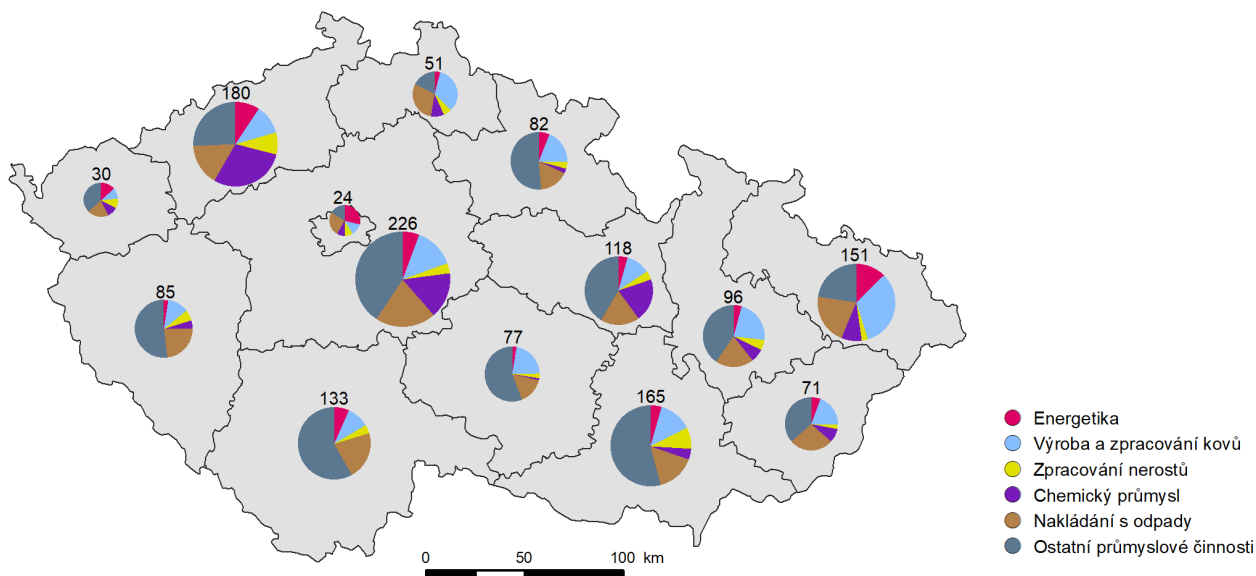 51
180
82
30
24
226
118
151
85
96
77
133
165
71
Energetika
Výroba a zpracování kovů
Zpracování nerostů
Chemický průmysl
Nakládání s odpady
Ostatní průmyslové činnosti
0 50 100 km